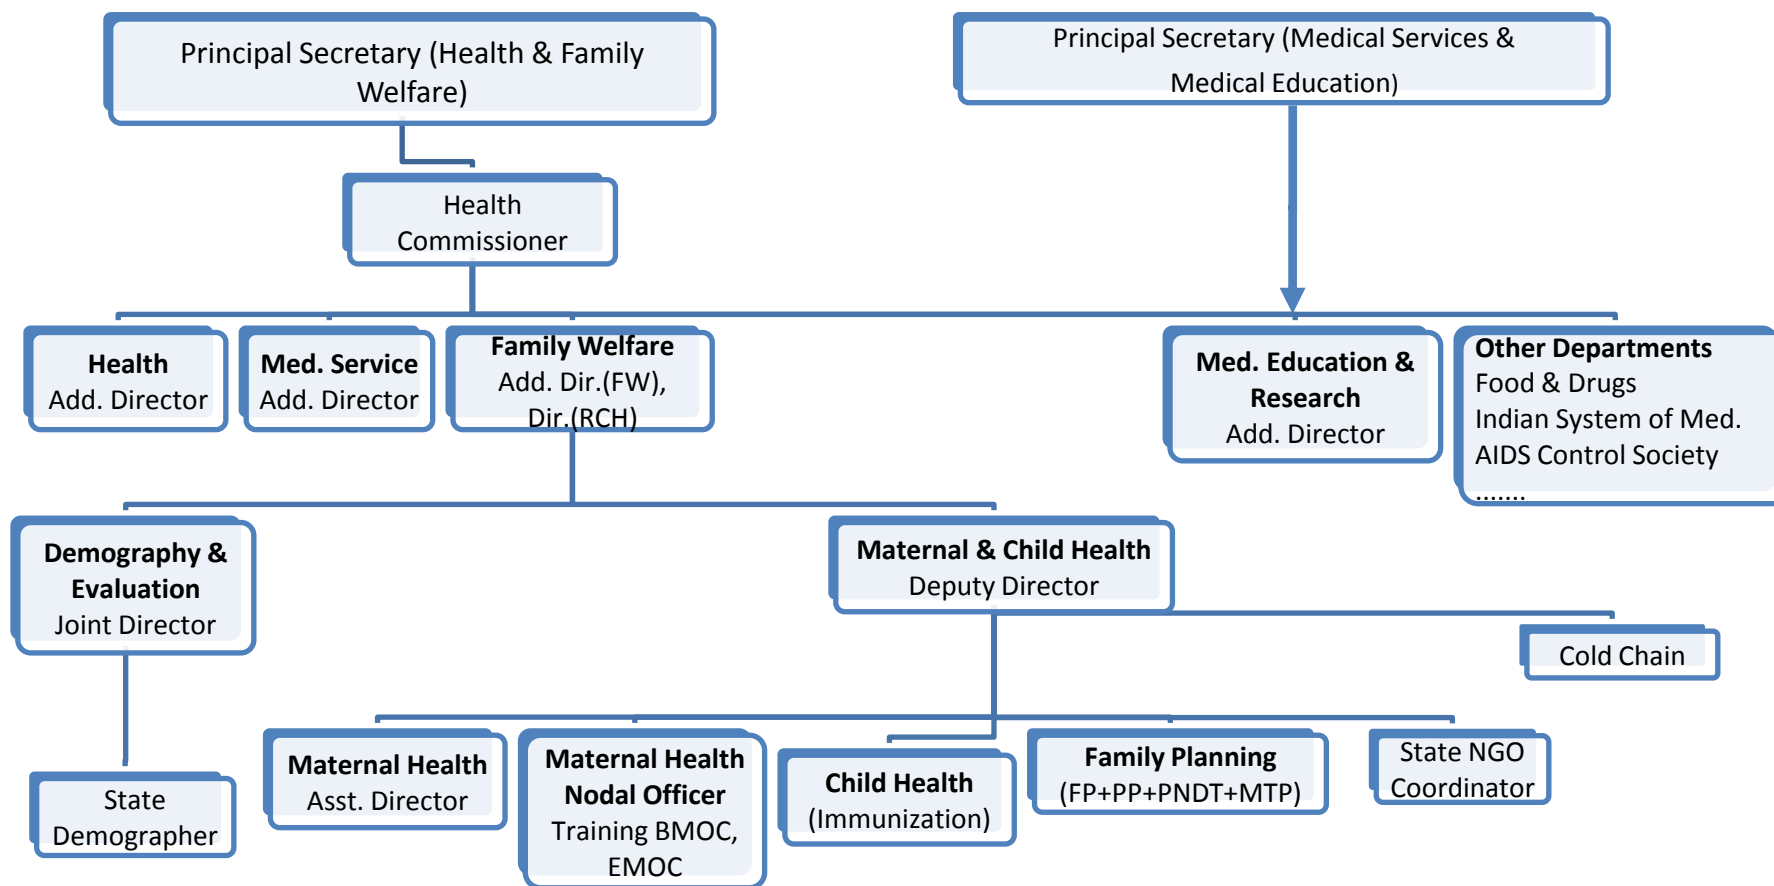 Principal Secretary (Health & Family
Welfare)
Principal Secretary (Medical Services &
Medical Education)
Health
Commissioner
Health
Add. Director
Med. Service
Add. Director
Family Welfare
Add. Dir.(FW),
Dir.(RCH)
Med. Education &
Research
Add. Director
Other Departments
Food & Drugs
Indian System of Med.
AIDS Control Society
.......
Demography &
Evaluation
Joint Director
Maternal & Child Health
Deputy Director
Cold Chain
State
Demographer
Maternal Health
Asst. Director
Maternal Health
Nodal Officer
Training BMOC,
EMOC
Child Health
(Immunization)
Family Planning
(FP+PP+PNDT+MTP)
State NGO
Coordinator